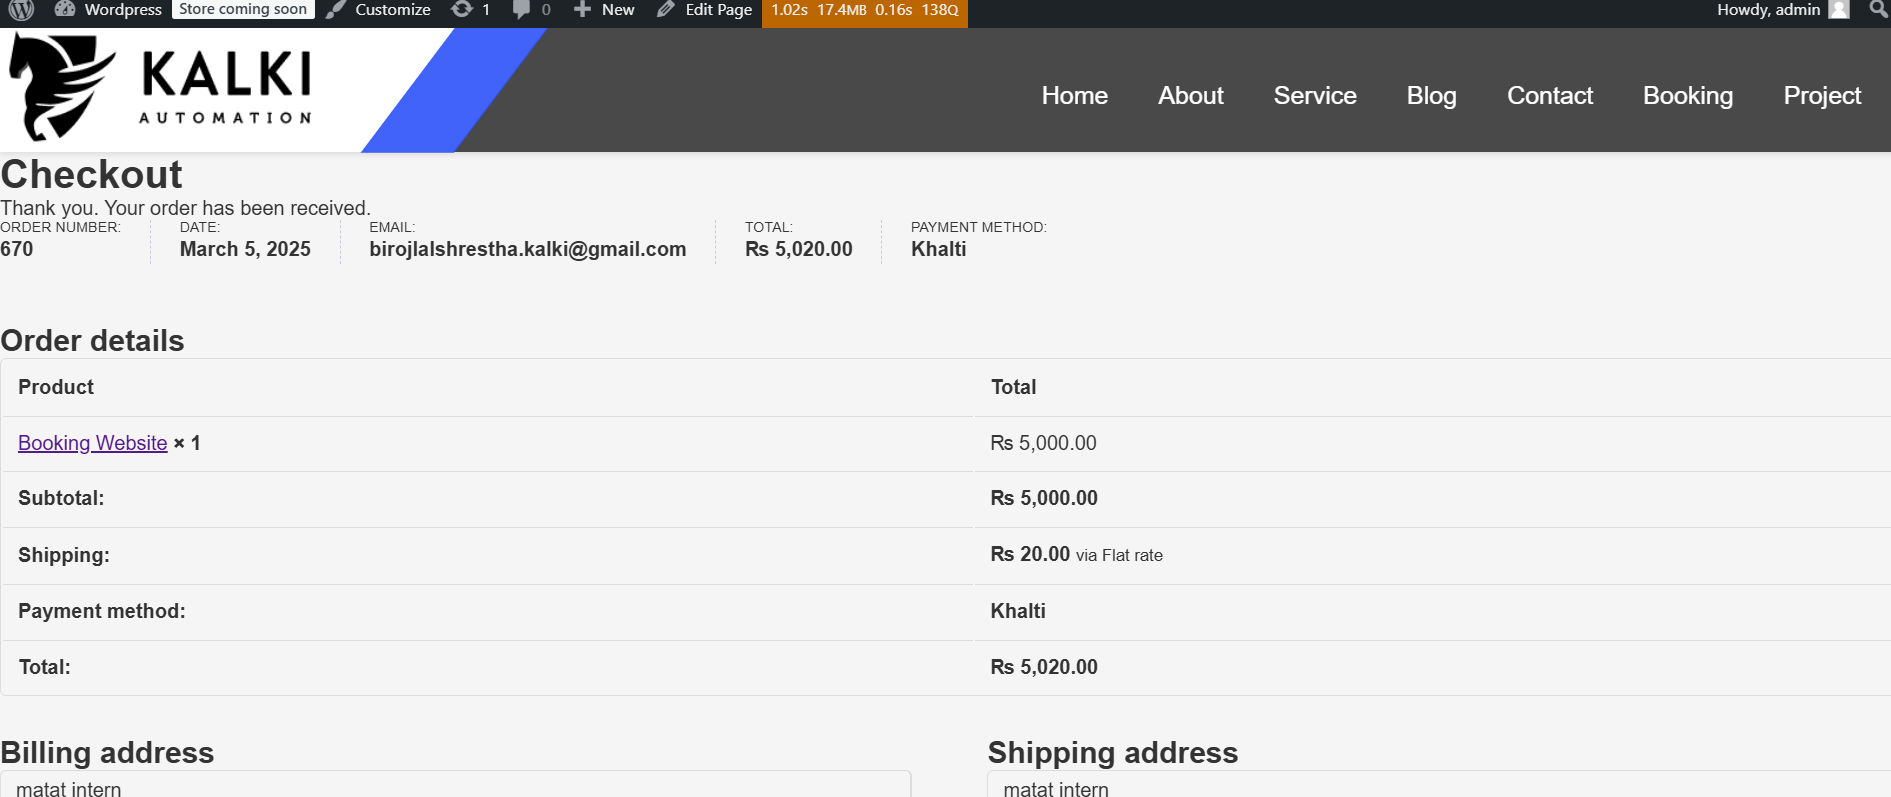 Wordpress Store coming soon Customize 1 0 New Edit Page 1.02s 17.4MB 0.16s 138Q Howdy, admin
KALKI
AUTOMATION
Home About Service Blog Contact Booking Project
Checkout
Thank you. Your order has been received.
ORDER NUMBER: DATE: EMAIL: TOTAL: PAYMENT METHOD:
670 March 5, 2025 birojlalshrestha.kalki@gmail.com ₨ 5,020.00 Khalti
Order details
Product Total
Booking Website × 1 ₨ 5,000.00
Subtotal: ₨ 5,000.00
Shipping: ₨ 20.00 via Flat rate
Payment method: Khalti
Total: ₨ 5,020.00
Billing address Shipping address
matat intern matat intern